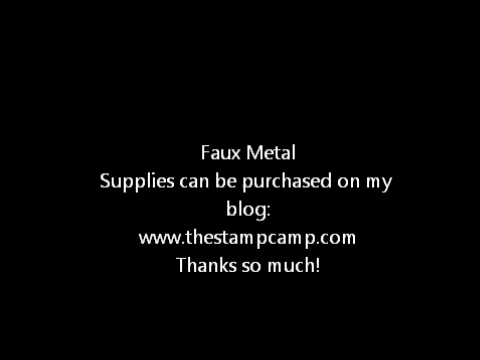 Faux Metal
Supplies can be purchased on my
blog:
www.thestampcamp.com
Thanks so much!